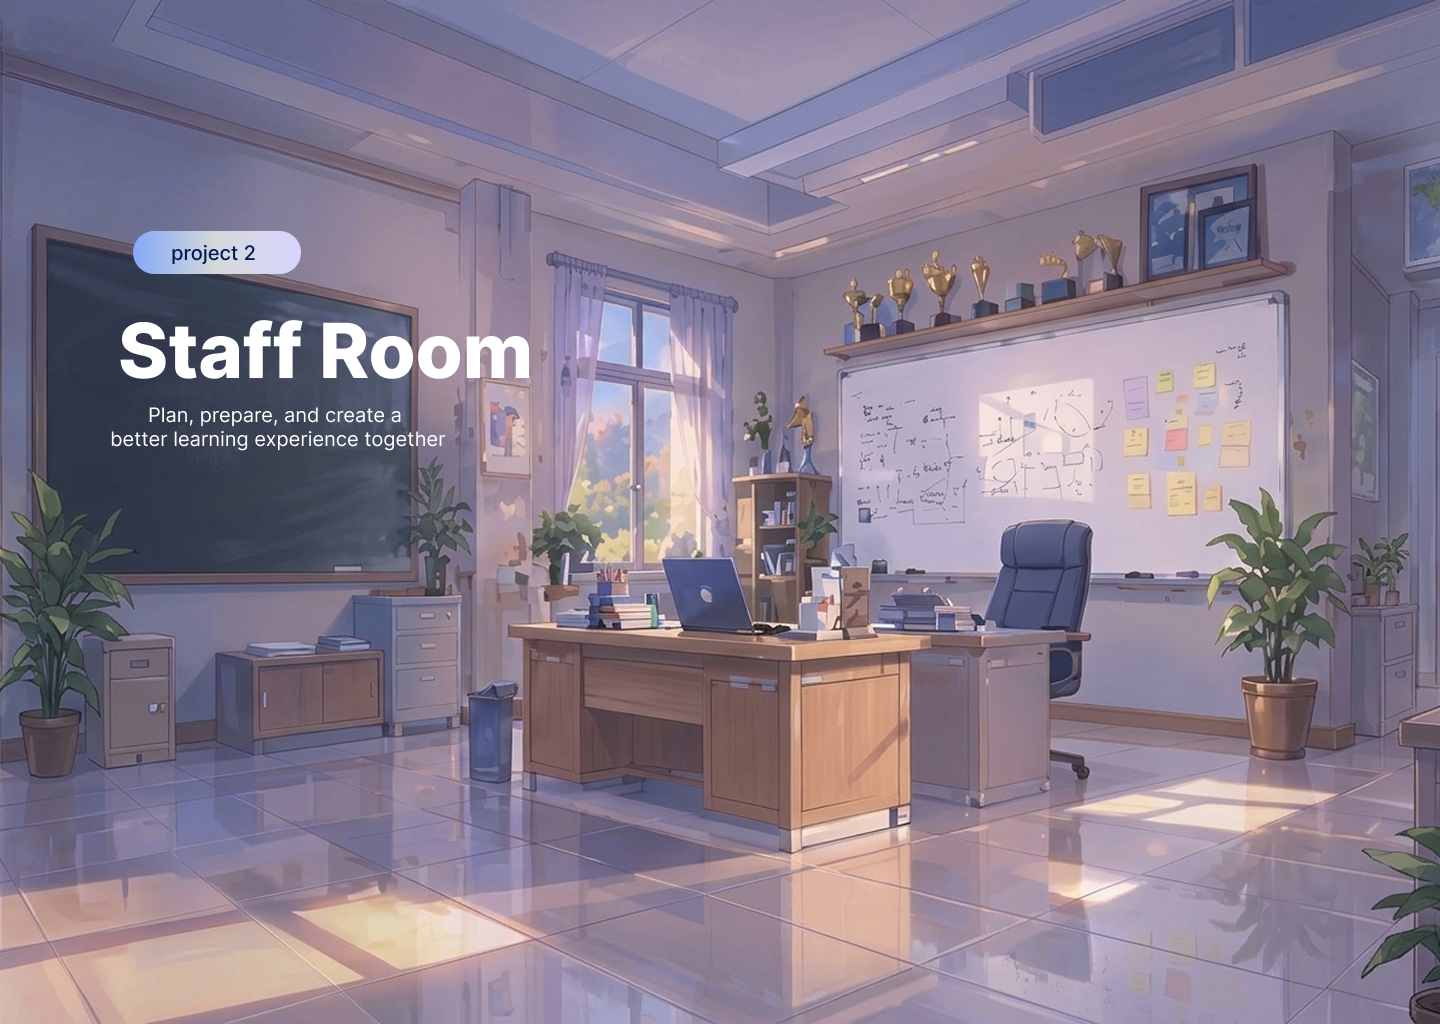 project 2
Staff Room
Plan, prepare, and create a
better learning experience together